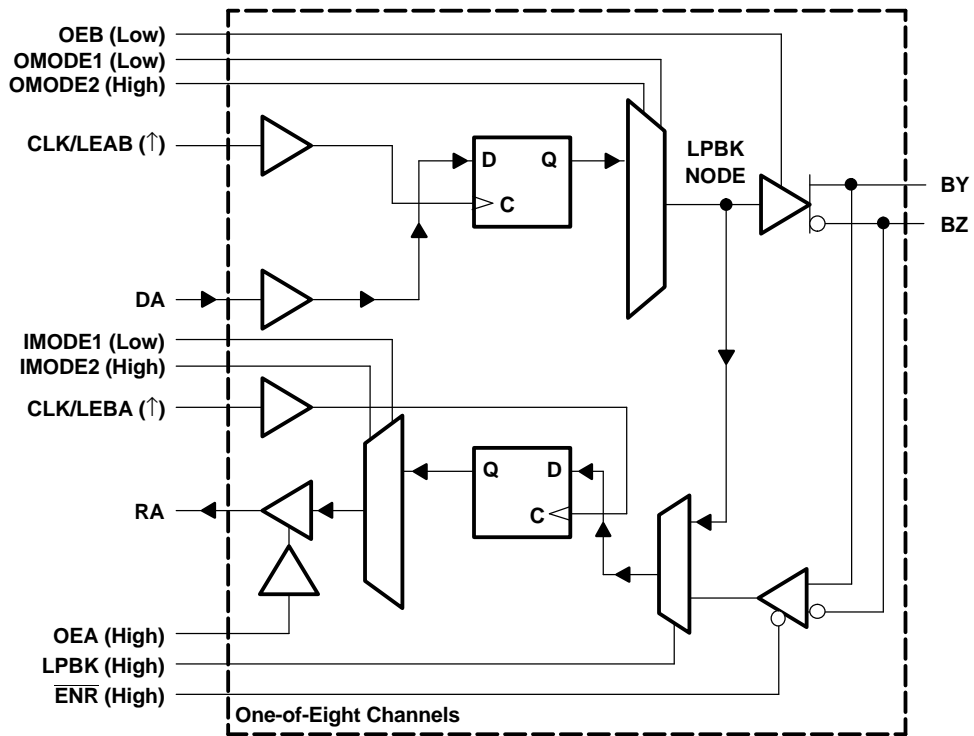 OEB (Low)
OMODE1 (Low)
OMODE2 (High)
CLK/LEAB (↑)
D Q
C
LPBK
NODE
BY
BZ
DA
IMODE1 (Low)
IMODE2 (High)
CLK/LEBA (↑)
Q D
C
RA
OEA (High)
LPBK (High)
E̅N̅R̅ (High)
One-of-Eight Channels